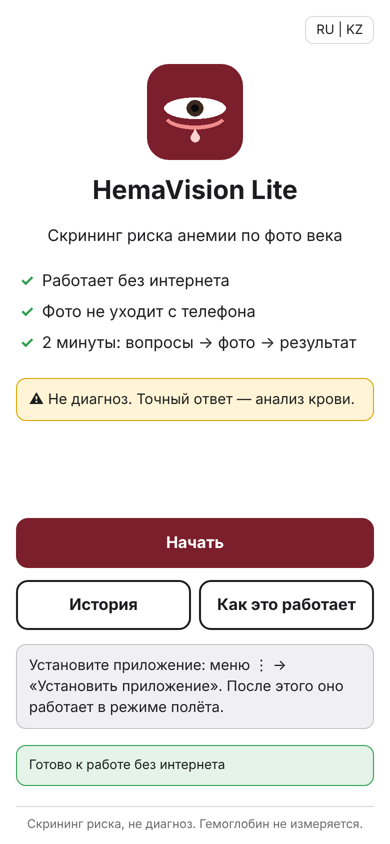 RU | KZ
HemaVision Lite
Скрининг риска анемии по фото века
✓ Работает без интернета
✓ Фото не уходит с телефона
✓ 2 минуты: вопросы → фото → результат
⚠ Не диагноз. Точный ответ — анализ крови.
Начать
История
Как это работает
Установите приложение: меню ⋮ →
«Установить приложение». После этого оно
работает в режиме полёта.
Готово к работе без интернета
Скрининг риска, не диагноз. Гемоглобин не измеряется.